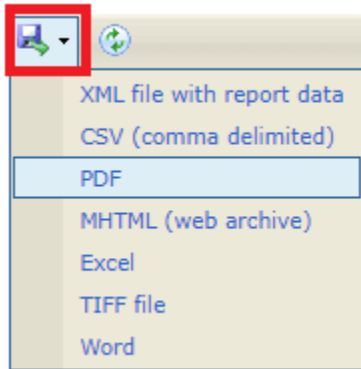 XML file with report data
CSV (comma delimited)
PDF
MHTML (web archive)
Excel
TIFF file
Word